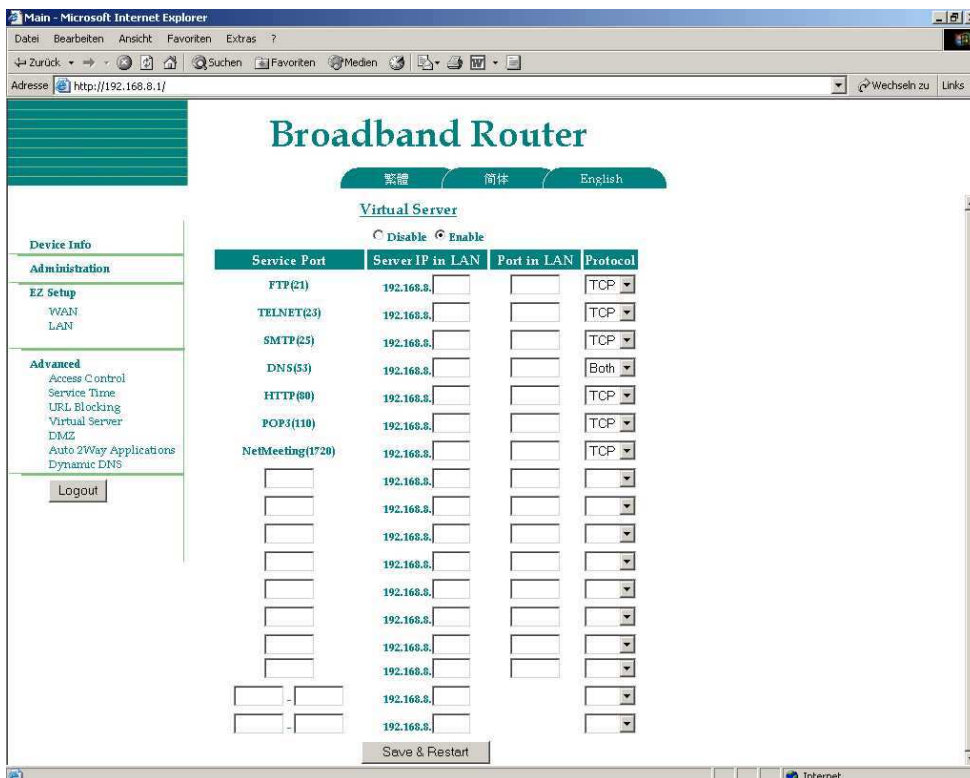 Main - Microsoft Internet Explorer
Datei Bearbeiten Ansicht Favoriten Extras ?
Zurück Suchen Favoriten Medien
Adresse http://192.168.8.1/ Wechseln zu Links
Broadband Router
繁體 简体 English
Virtual Server
Disable Enable
Device Info
Administration
EZ Setup
WAN
LAN
Advanced
Access Control
Service Time
URL Blocking
Virtual Server
DMZ
Auto 2Way Applications
Dynamic DNS
Logout
Service Port Server IP in LAN Port in LAN Protocol
FTP(21) 192.168.8. TCP
TELNET(23) 192.168.8. TCP
SMTP(25) 192.168.8. TCP
DNS(53) 192.168.8. Both
HTTP(80) 192.168.8. TCP
POP3(110) 192.168.8. TCP
NetMeeting(1720) 192.168.8. TCP
192.168.8.
192.168.8.
192.168.8.
192.168.8.
192.168.8.
192.168.8.
192.168.8.
192.168.8.
- 192.168.8.
- 192.168.8.
Save & Restart
Internet